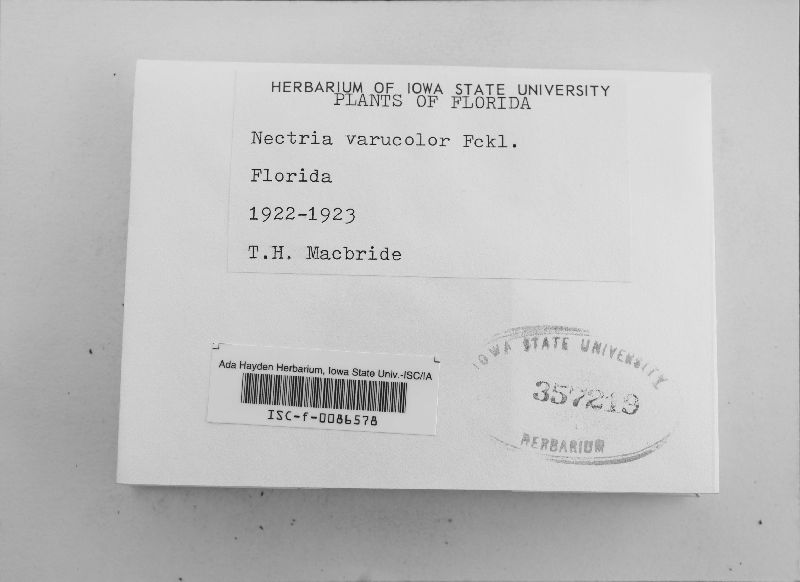 HERBARIUM OF IOWA STATE UNIVERSITY
PLANTS OF FLORIDA
Nectria varucolor Fckl.
Florida
1922-1923
T.H. Macbride
Ada Hayden Herbarium, Iowa State Univ.-ISC/IA
ISC-f-0086578
IOWA STATE UNIVERSITY
357219
HERBARIUM